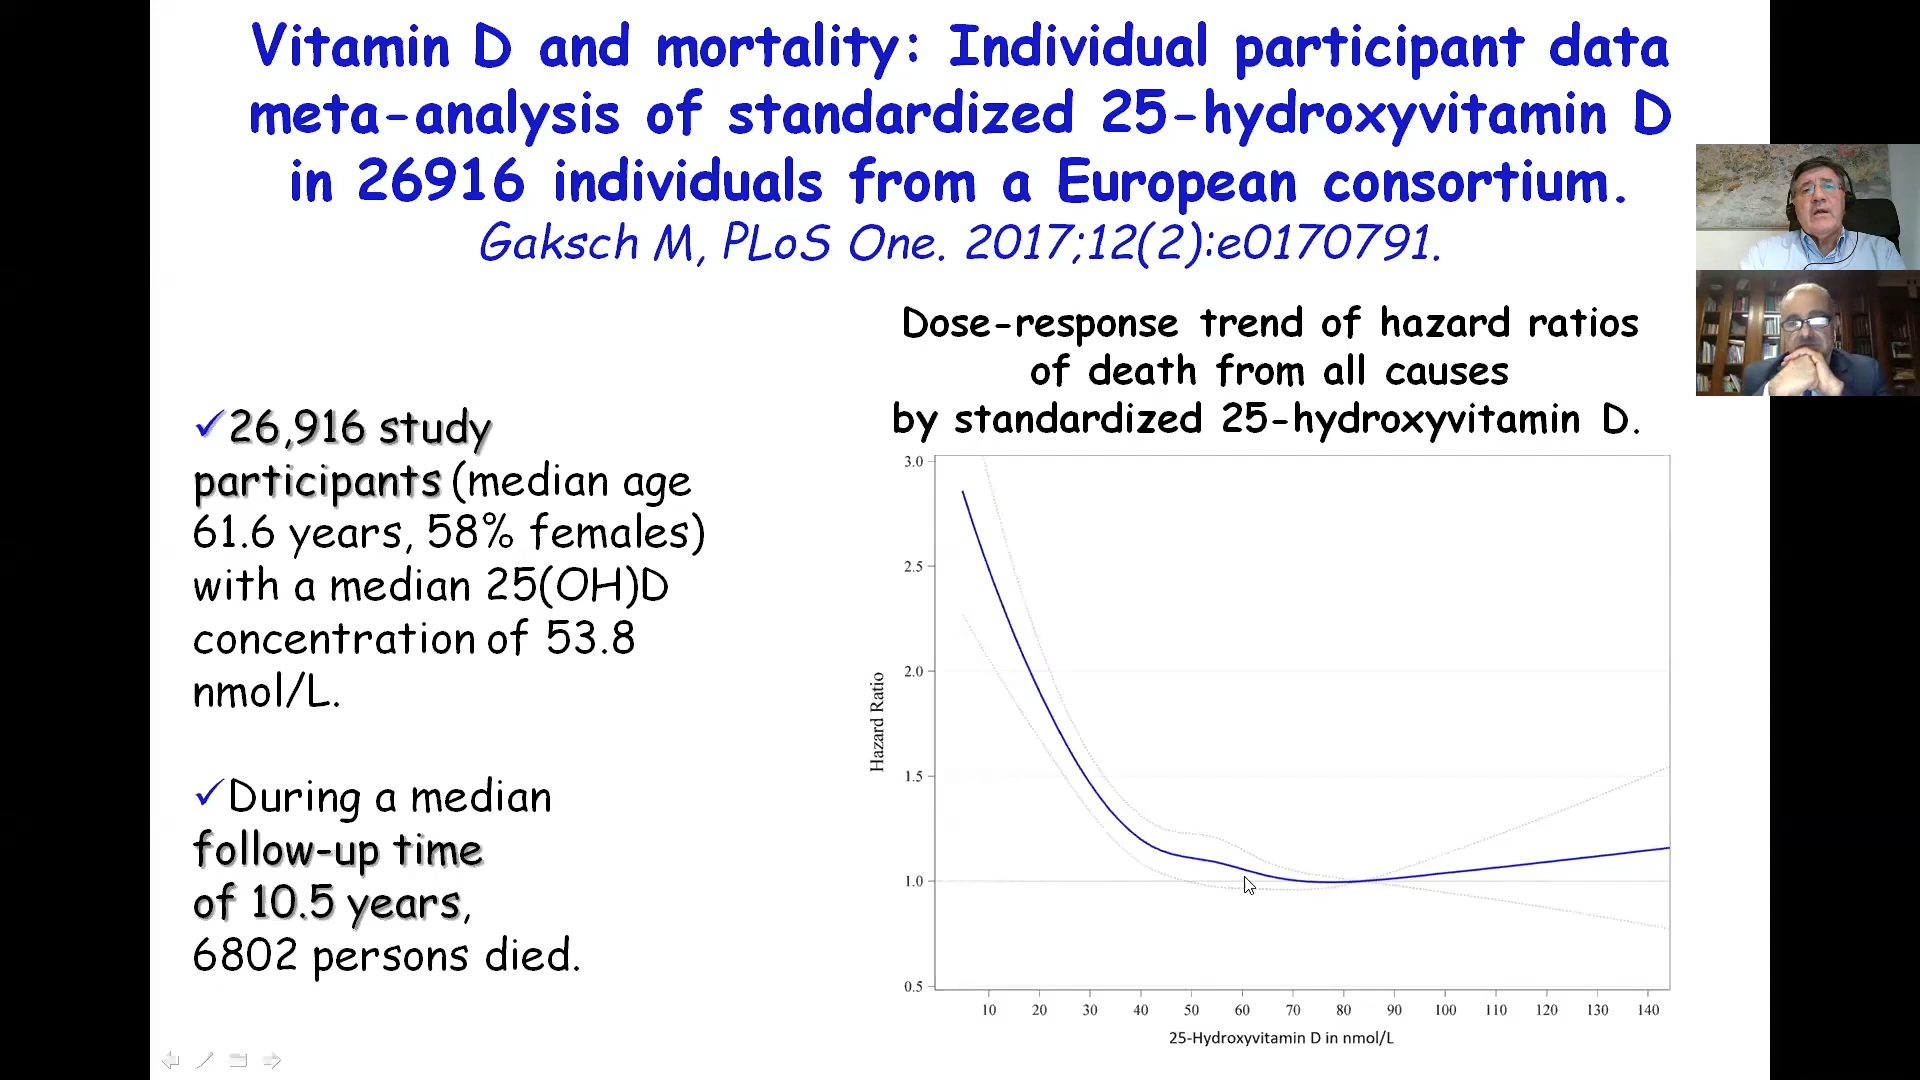 Vitamin D and mortality: Individual participant data
meta-analysis of standardized 25-hydroxyvitamin D
in 26916 individuals from a European consortium.
Gaksch M, PLoS One. 2017;12(2):e0170791.
✓26,916 study
participants (median age
61.6 years, 58% females)
with a median 25(OH)D
concentration of 53.8
nmol/L.
✓During a median
follow-up time
of 10.5 years,
6802 persons died.
Dose-response trend of hazard ratios
of death from all causes
by standardized 25-hydroxyvitamin D.
Hazard Ratio
3.0
2.5
2.0
1.5
1.0
0.5
10 20 30 40 50 60 70 80 90 100 110 120 130 140
25-Hydroxyvitamin D in nmol/L